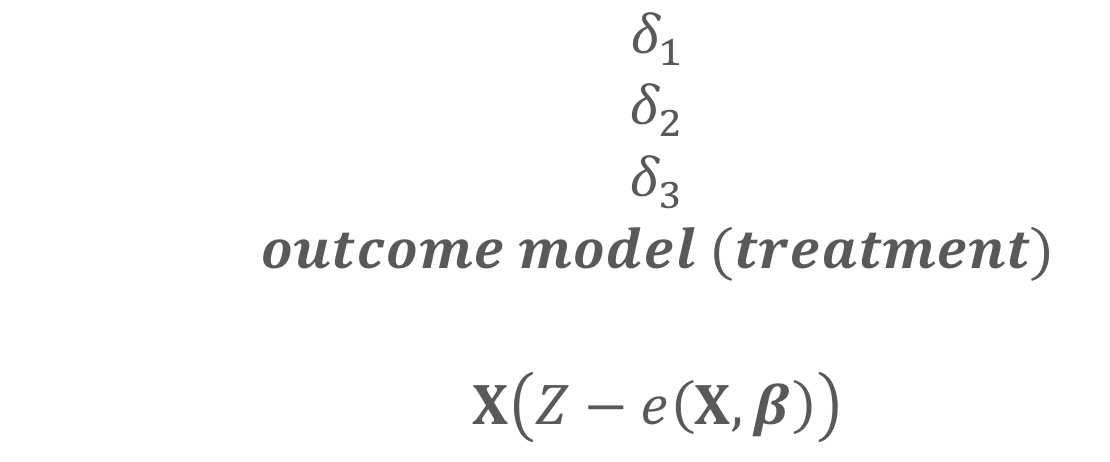 δ₁
δ₂
δ₃
outcome model (treatment)
X(Z − e(X, β))